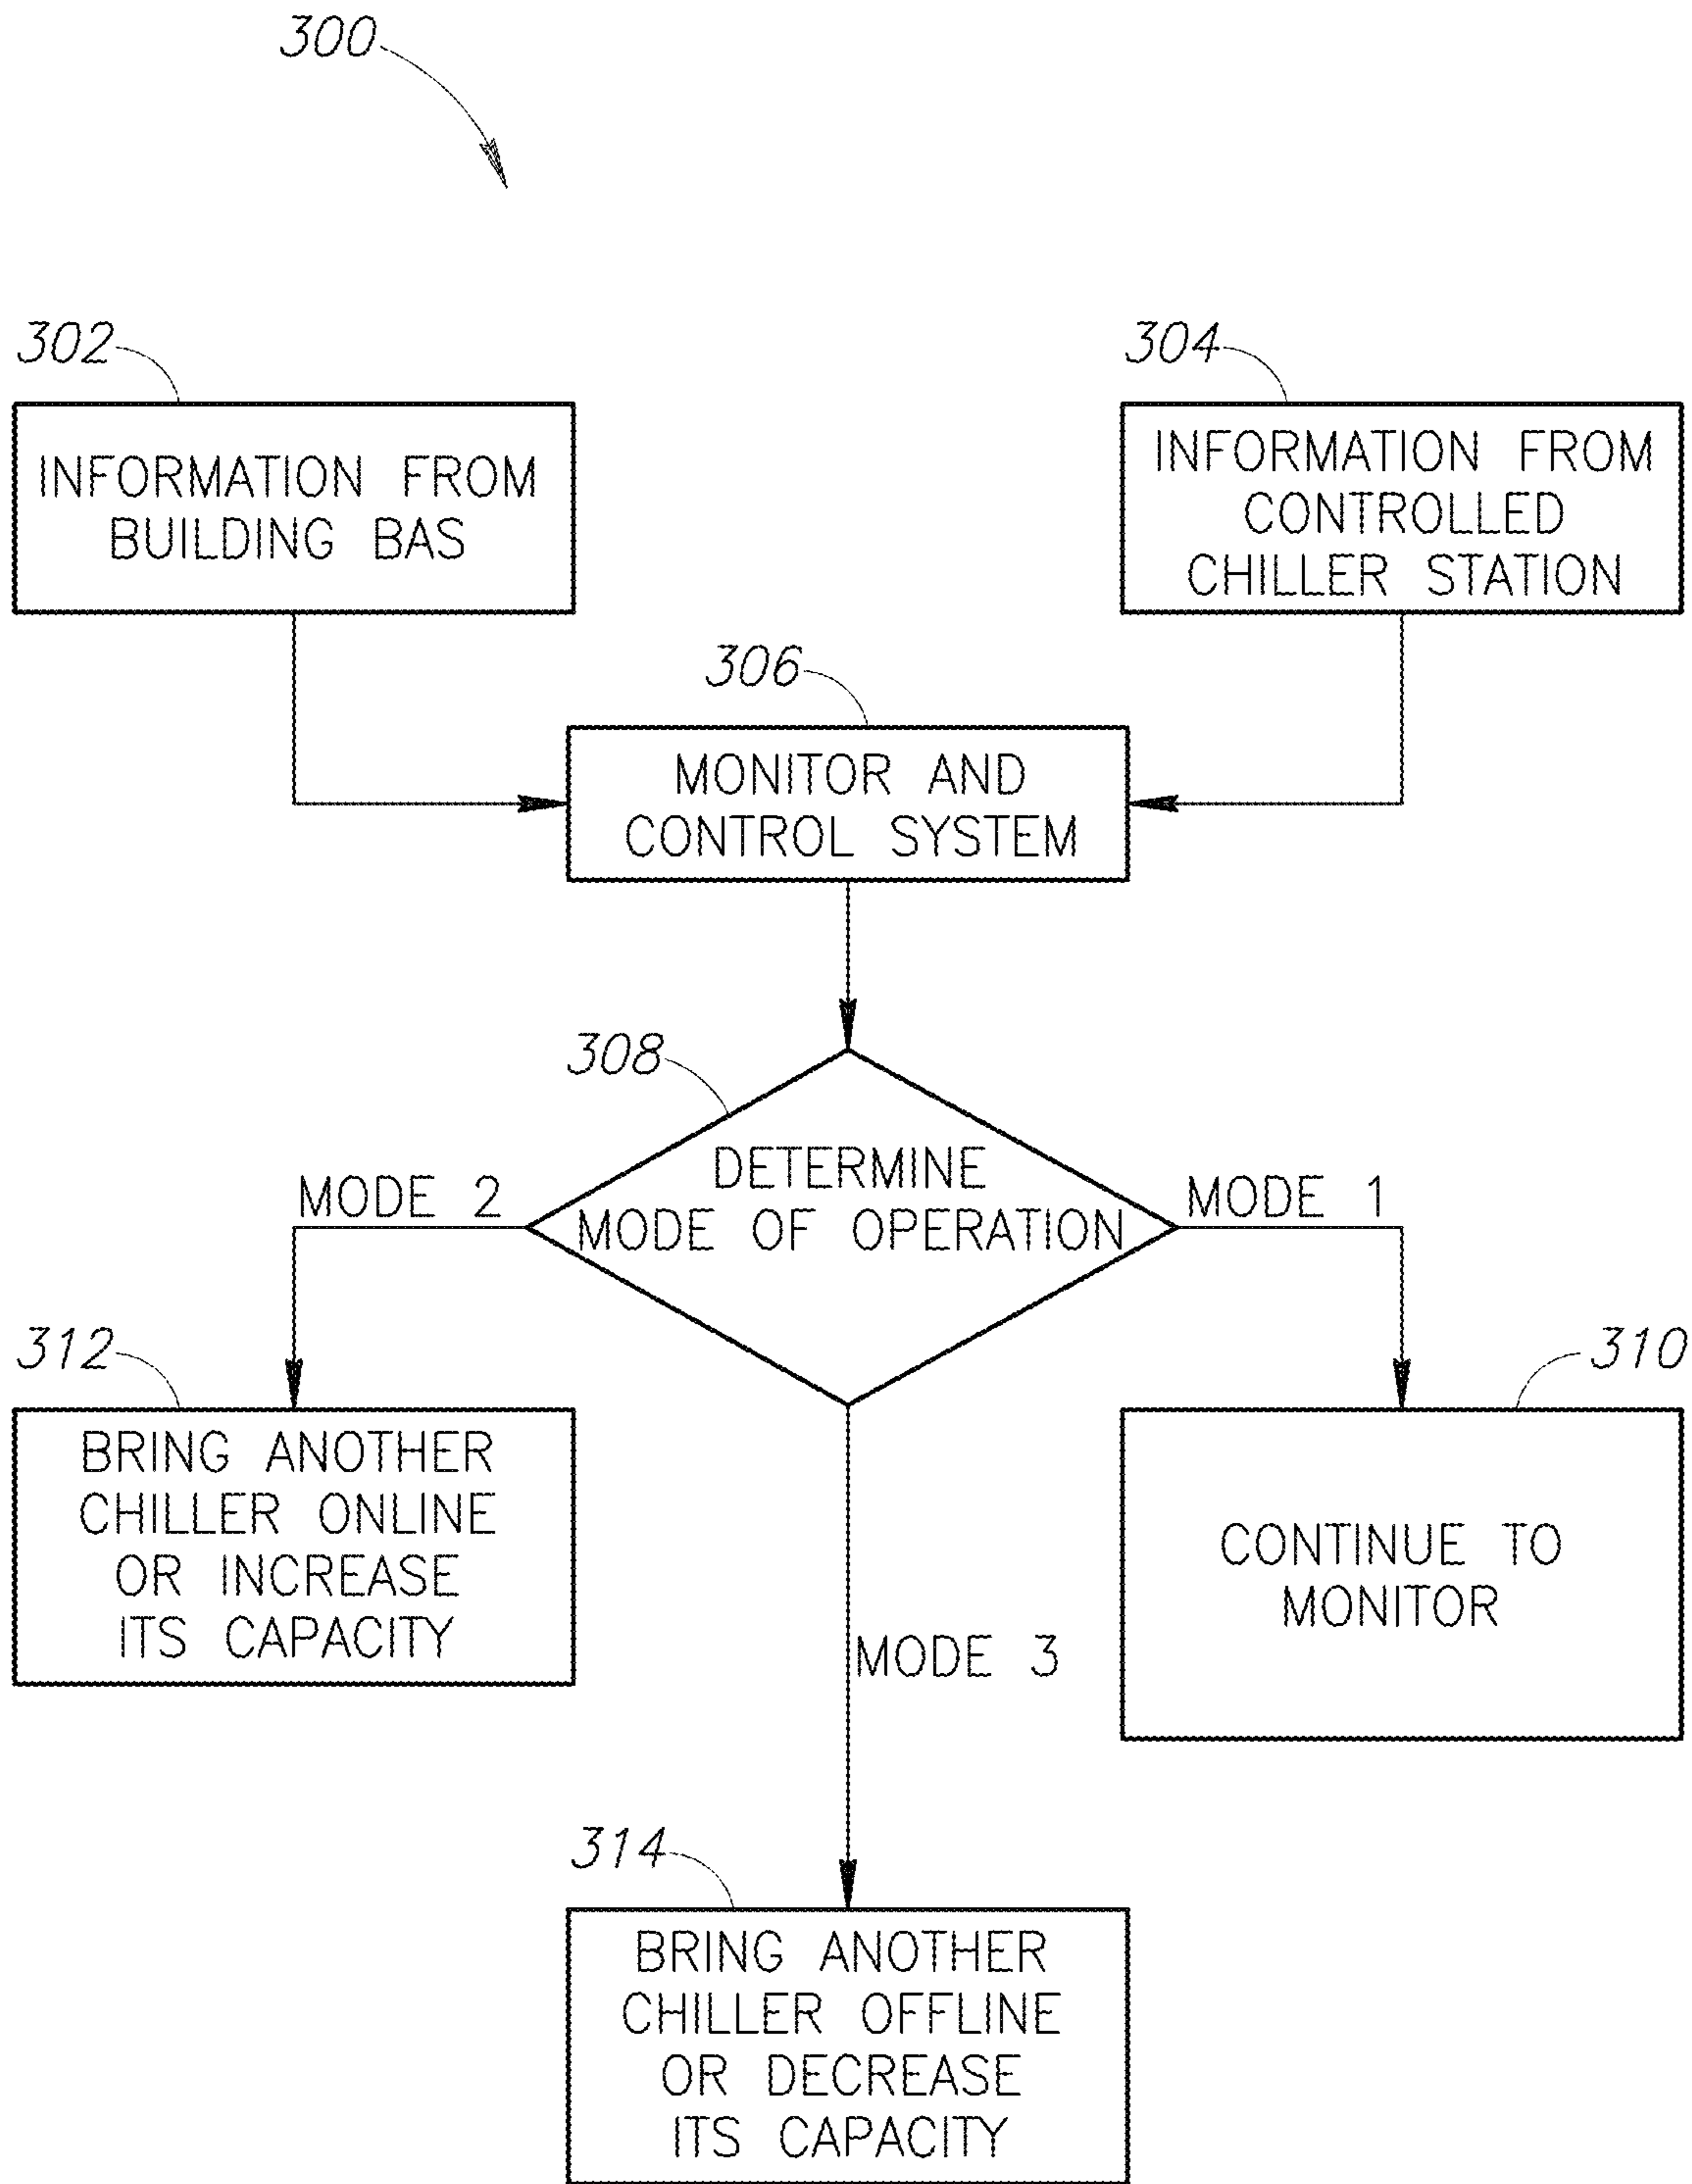 300
302
304
INFORMATION FROM
BUILDING BAS
INFORMATION FROM
CONTROLLED
CHILLER STATION
306
MONITOR AND
CONTROL SYSTEM
308
DETERMINE
MODE OF OPERATION
MODE 2
MODE 1
312
310
BRING ANOTHER
CHILLER ONLINE
OR INCREASE
ITS CAPACITY
CONTINUE TO
MONITOR
MODE 3
314
BRING ANOTHER
CHILLER OFFLINE
OR DECREASE
ITS CAPACITY